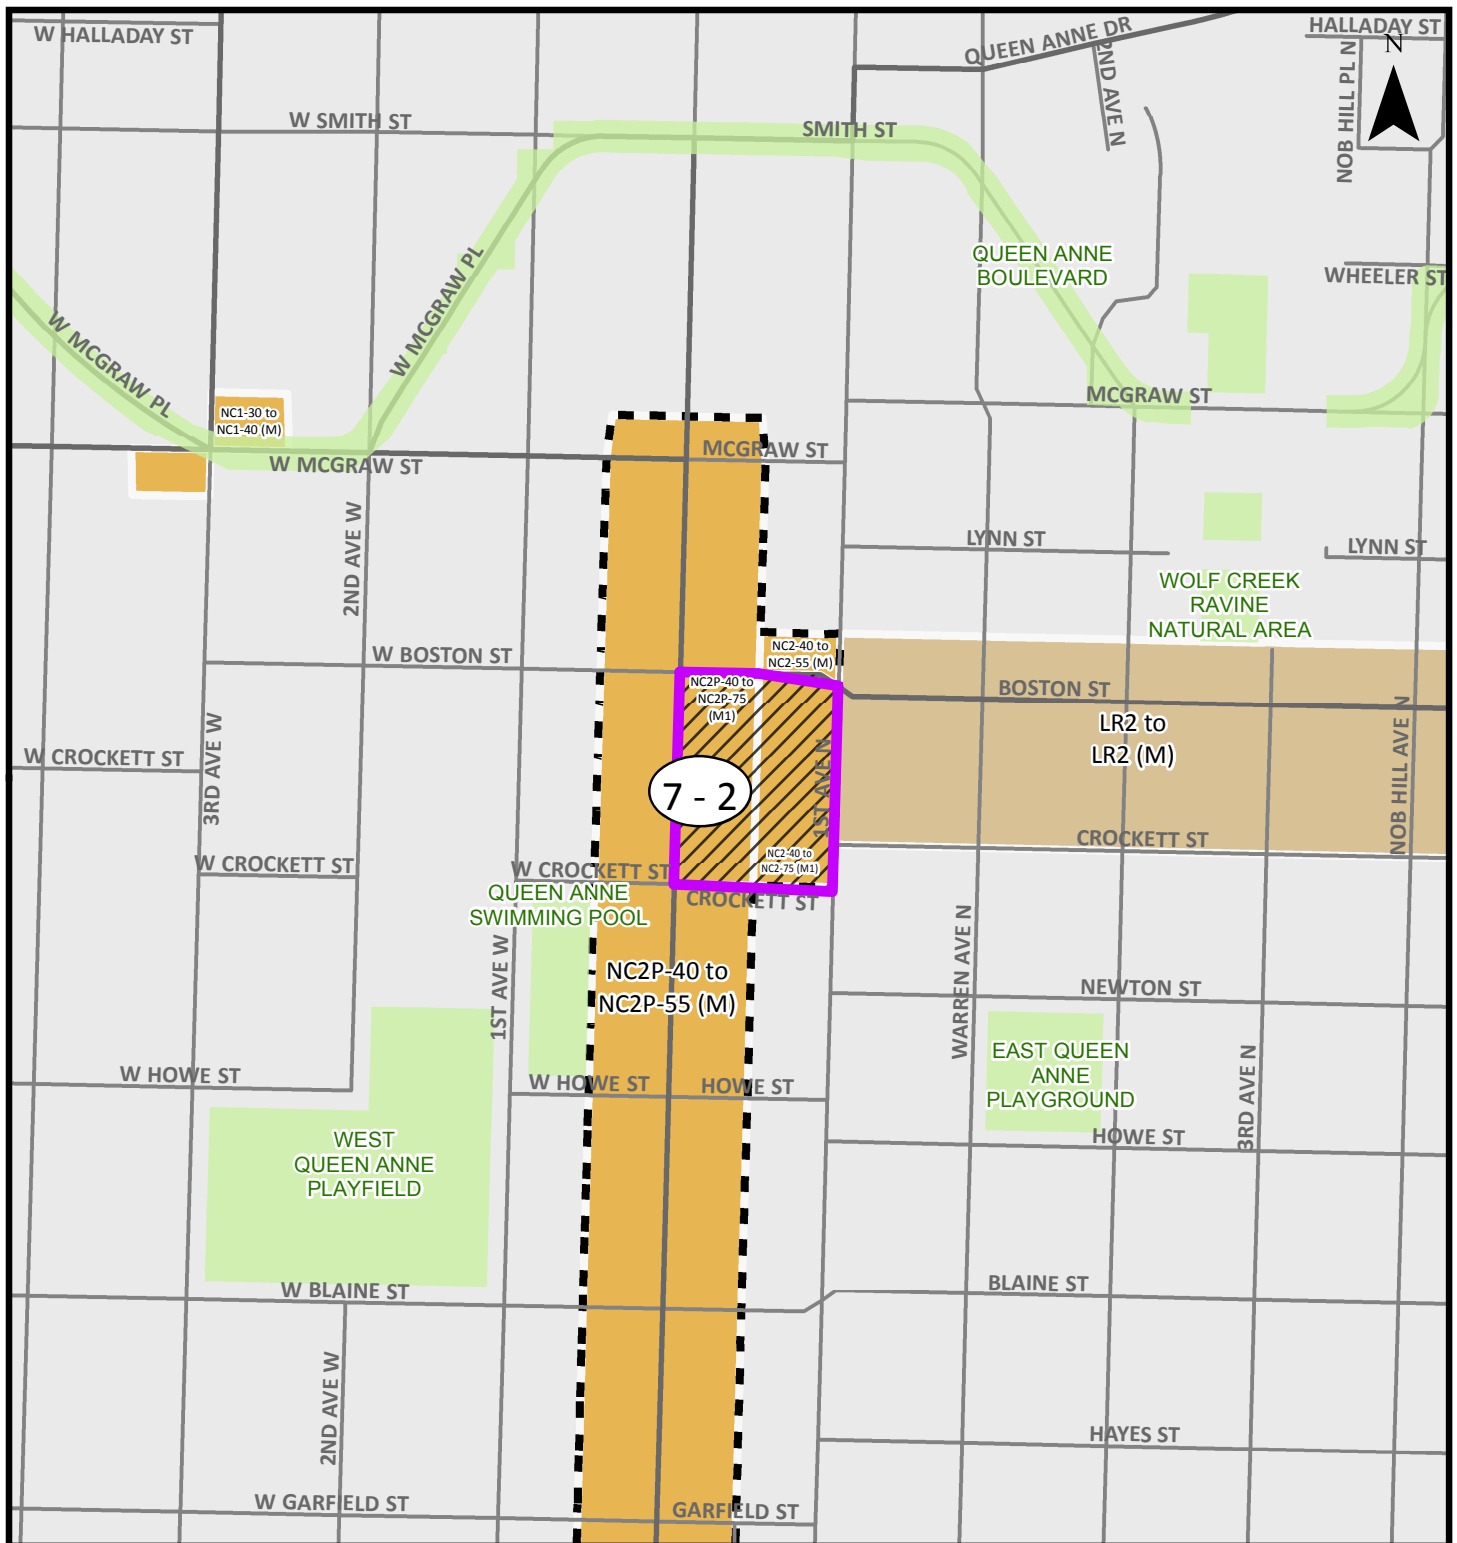 W HALLADAY ST
QUEEN ANNE DR
HALLADAY ST
N
2ND AVE N
NOB HILL PL N
W SMITH ST
SMITH ST
QUEEN ANNE
BOULEVARD
WHEELER ST
W MCGRAW PL
W MCGRAW PL
NC1-30 to
NC1-40 (M)
MCGRAW ST
W MCGRAW ST
MCGRAW ST
2ND AVE W
LYNN ST
LYNN ST
WOLF CREEK
RAVINE
NATURAL AREA
W BOSTON ST
NC2-40 to
NC2-55 (M)
NC2P-40 to
NC2P-75
(M1)
BOSTON ST
LR2 to
LR2 (M)
W CROCKETT ST
3RD AVE W
7 - 2
1ST AVE N
NOB HILL AVE N
CROCKETT ST
W CROCKETT ST
W CROCKETT ST
NC2-40 to
NC2-75 (M1)
QUEEN ANNE
SWIMMING POOL
CROCKETT ST
1ST AVE W
NC2P-40 to
NC2P-55 (M)
WARREN AVE N
NEWTON ST
EAST QUEEN
ANNE
PLAYGROUND
3RD AVE N
W HOWE ST
W HOWE ST
HOWE ST
HOWE ST
WEST
QUEEN ANNE
PLAYFIELD
W BLAINE ST
BLAINE ST
2ND AVE W
HAYES ST
W GARFIELD ST
GARFIELD ST